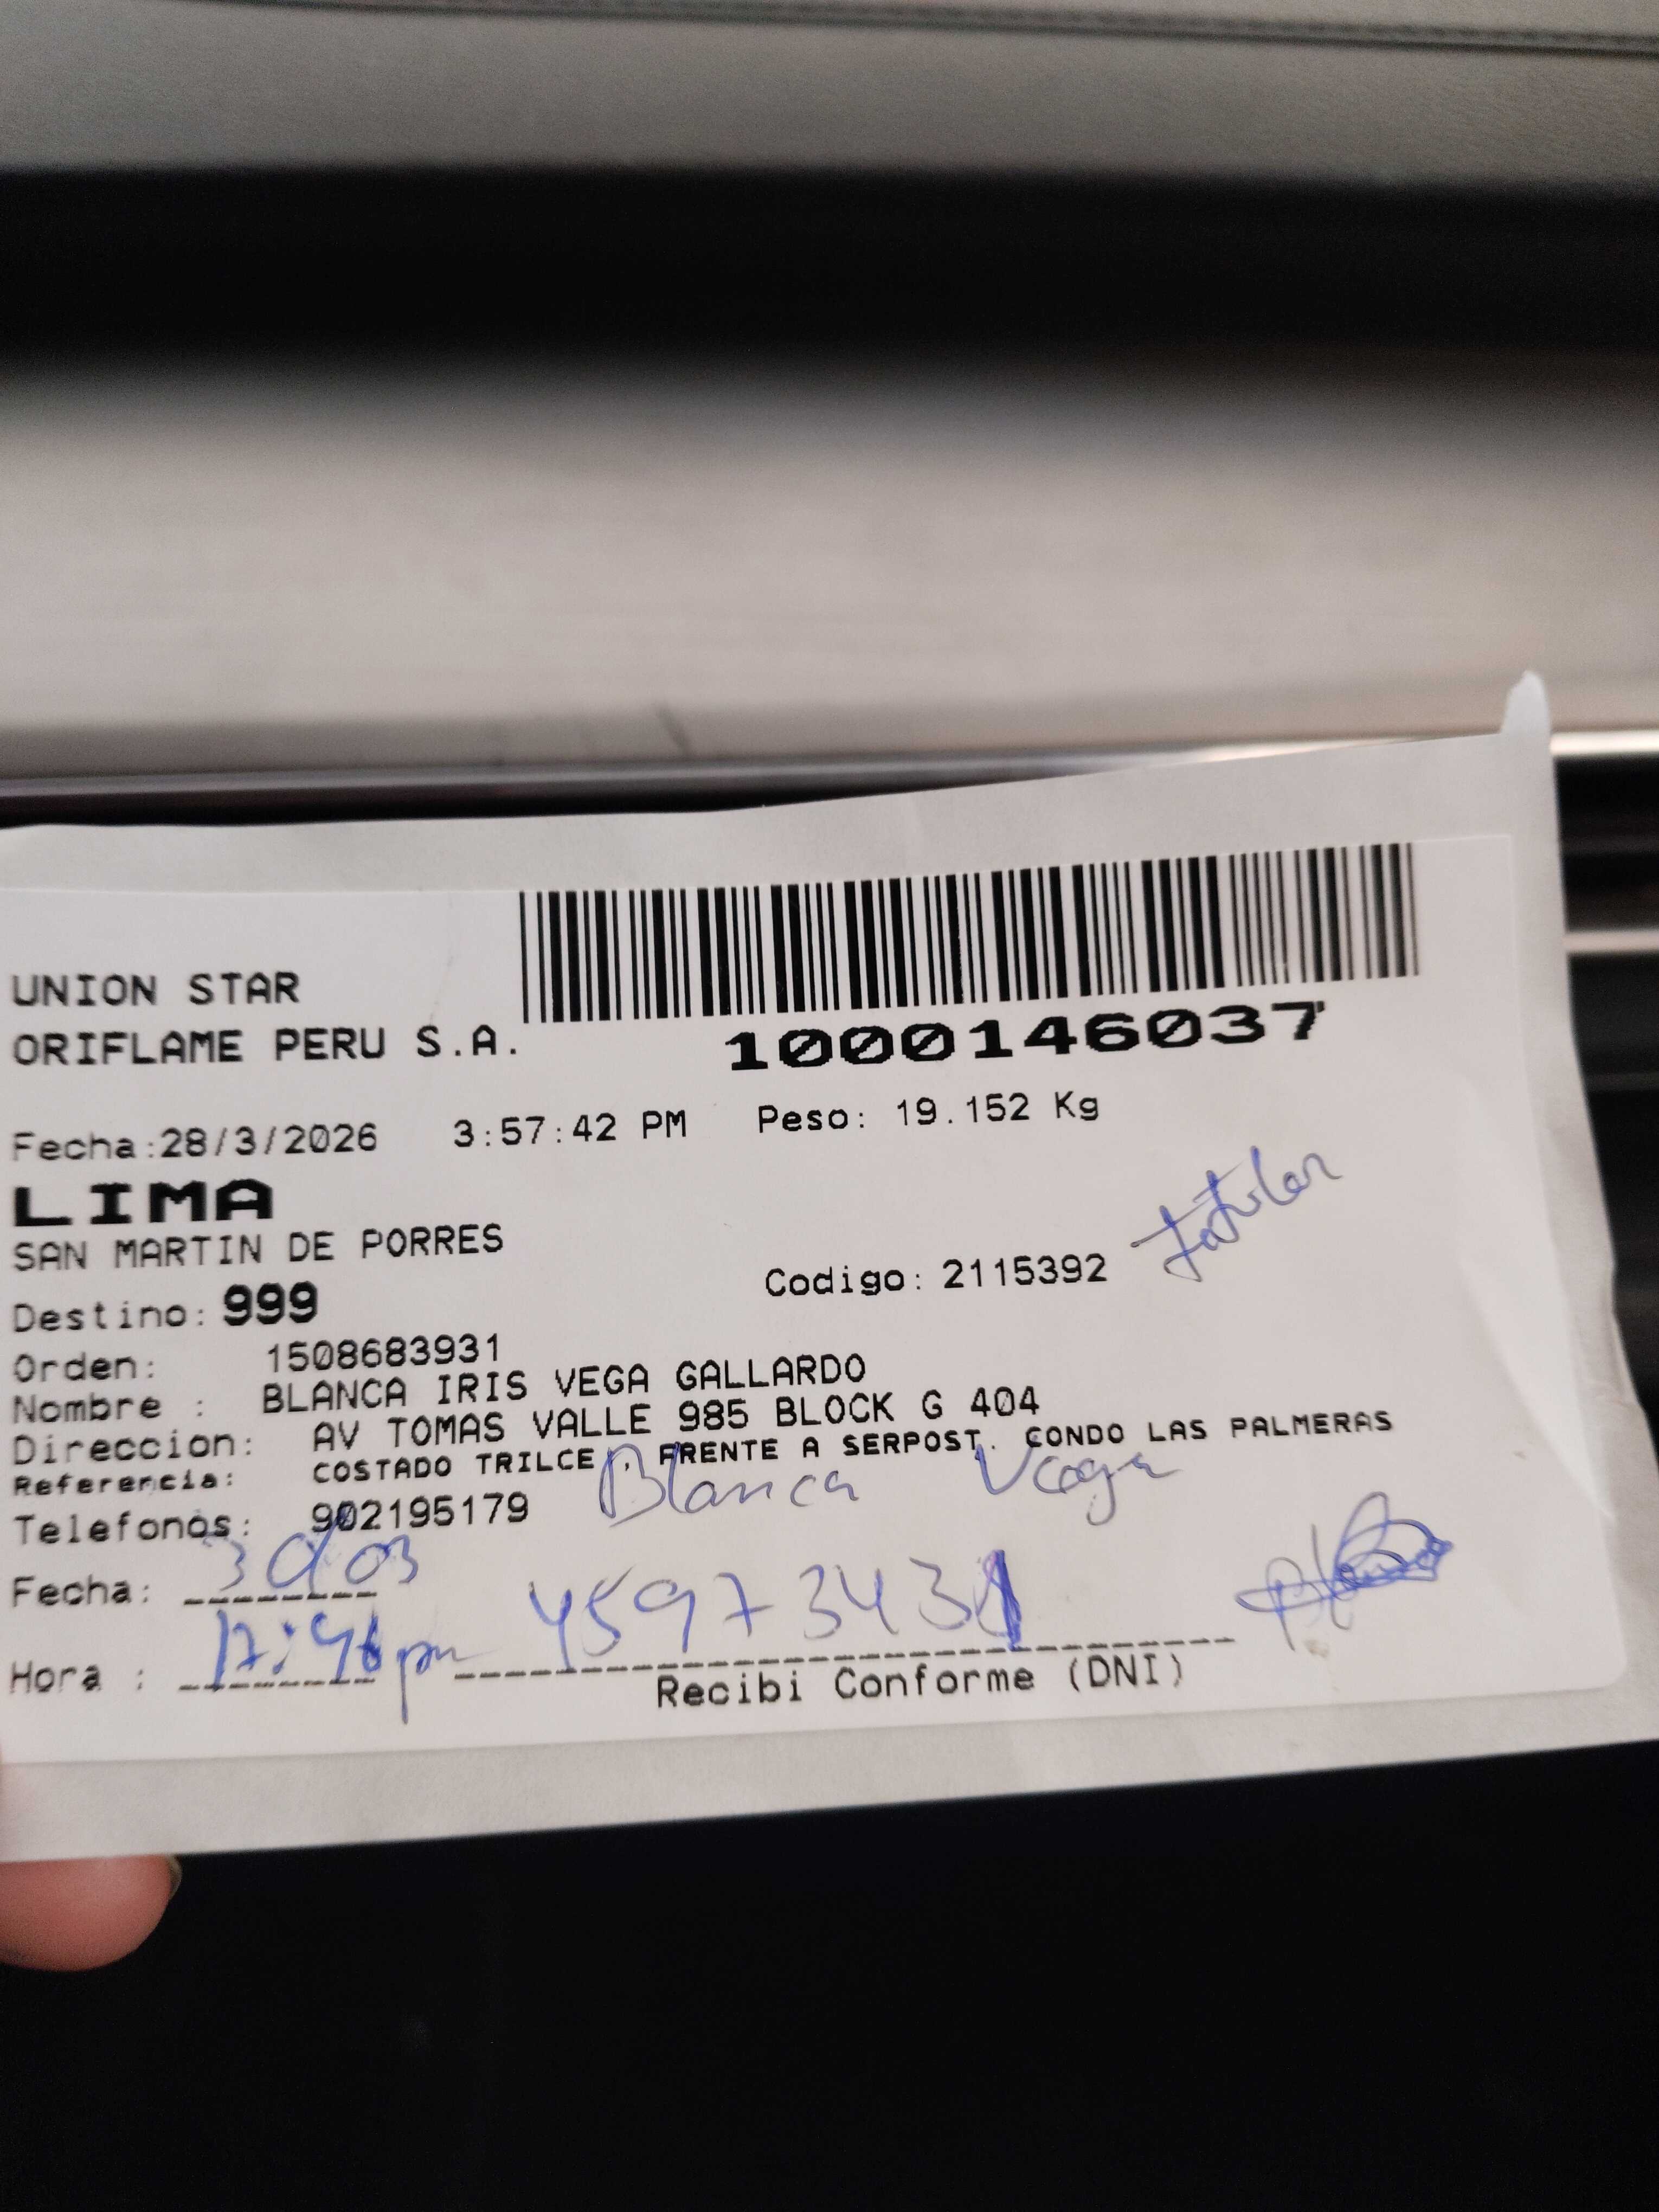 UNION STAR
ORIFLAME PERU S.A.
1000146037
Fecha:28/3/2026 3:57:42 PM Peso: 19.152 Kg
LIMA
SAN MARTIN DE PORRES
Destino: 999 Codigo: 2115392
Orden: 1508683931
Nombre : BLANCA IRIS VEGA GALLARDO
Direccion: AV TOMAS VALLE 985 BLOCK G 404
Referencia: COSTADO TRILCE , FRENTE A SERPOST. CONDO LAS PALMERAS
Telefonos: 902195179
Blanca Vega
Fecha:
Hora : pm
Recibi Conforme (DNI)